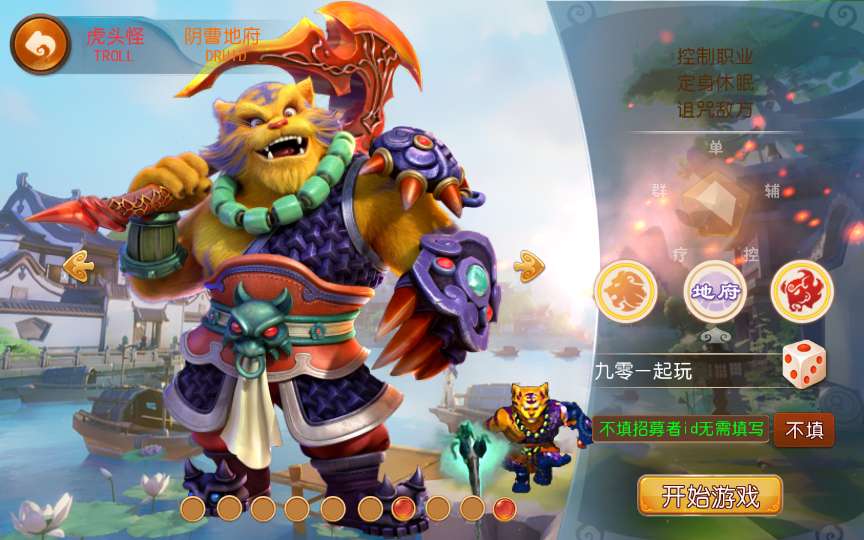 虎头怪 阴曹地府
TROLL DRUID
控制职业
定身休眠
诅咒敌方
单
群 辅
疗 控
地府
九零一起玩
不填招募者id无需填写 不填
开始游戏